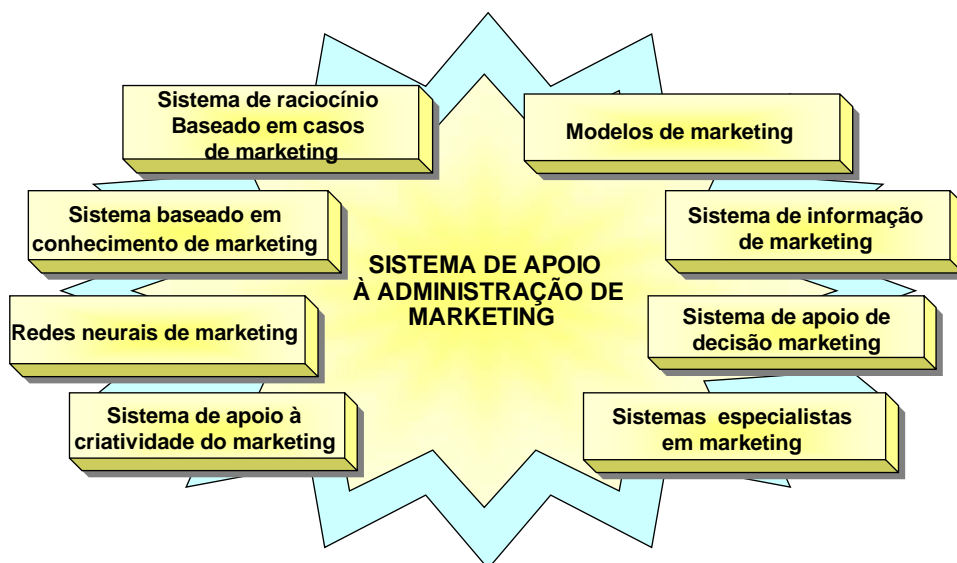 Sistema de raciocínio
Baseado em casos
de marketing
Modelos de marketing
Sistema baseado em
conhecimento de marketing
Sistema de informação
de marketing
SISTEMA DE APOIO
À ADMINISTRAÇÃO DE
MARKETING
Redes neurais de marketing
Sistema de apoio de
decisão marketing
Sistema de apoio à
criatividade do marketing
Sistemas especialistas
em marketing